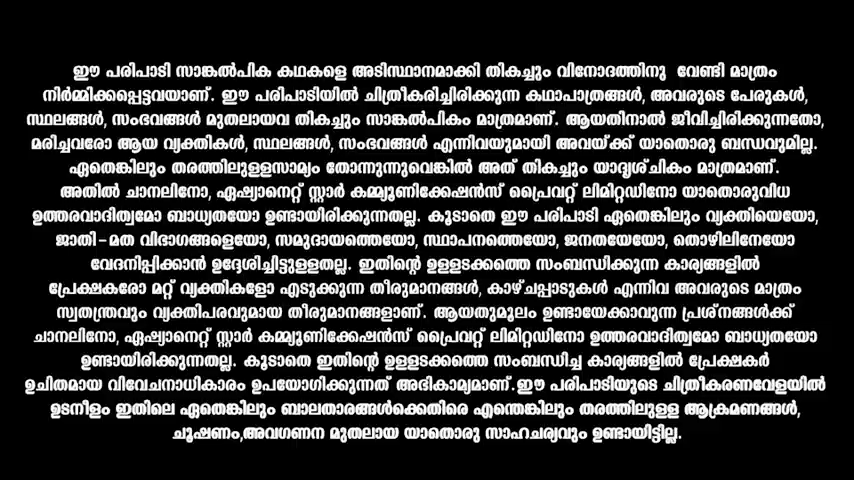 ഈ പരിപാടി സാങ്കൽപിക കഥകളെ അടിസ്ഥാനമാക്കി തികച്ചും വിനോദത്തിനു വേണ്ടി മാത്രം
നിർമ്മിക്കപ്പെട്ടവയാണ്. ഈ പരിപാടിയിൽ ചിത്രീകരിച്ചിരിക്കുന്ന കഥാപാത്രങ്ങൾ, അവരുടെ പേരുകൾ,
സ്ഥലങ്ങൾ, സംഭവങ്ങൾ മുതലായവ തികച്ചും സാങ്കൽപികം മാത്രമാണ്. ആയതിനാൽ ജീവിച്ചിരിക്കുന്നതോ,
മരിച്ചവരോ ആയ വ്യക്തികൾ, സ്ഥലങ്ങൾ, സംഭവങ്ങൾ എന്നിവയുമായി അവയ്ക്ക് യാതൊരു ബന്ധവുമില്ല.
ഏതെങ്കിലും തരത്തിലുള്ളസാമ്യം തോന്നുന്നുവെങ്കിൽ അത് തികച്ചും യാദൃശ്ചികം മാത്രമാണ്.
അതിൽ ചാനലിനോ, ഏഷ്യാനെറ്റ് സ്റ്റാർ കമ്മ്യൂണിക്കേഷൻസ് പ്രൈവറ്റ് ലിമിറ്റഡിനോ യാതൊരുവിധ
ഉത്തരവാദിത്വമോ ബാധ്യതയോ ഉണ്ടായിരിക്കുന്നതല്ല. കൂടാതെ ഈ പരിപാടി ഏതെങ്കിലും വ്യക്തിയെയോ,
ജാതി-മത വിഭാഗങ്ങളെയോ, സമുദായത്തെയോ, സ്ഥാപനത്തെയോ, ജനതയേയോ, തൊഴിലിനേയോ
വേദനിപ്പിക്കാൻ ഉദ്ദേശിച്ചിട്ടുള്ളതല്ല. ഇതിന്റെ ഉള്ളടക്കത്തെ സംബന്ധിക്കുന്ന കാര്യങ്ങളിൽ
പ്രേക്ഷകരോ മറ്റ് വ്യക്തികളോ എടുക്കുന്ന തീരുമാനങ്ങൾ, കാഴ്ചപ്പാടുകൾ എന്നിവ അവരുടെ മാത്രം
സ്വതന്ത്രവും വ്യക്തിപരവുമായ തീരുമാനങ്ങളാണ്. ആയതുമൂലം ഉണ്ടായേക്കാവുന്ന പ്രശ്നങ്ങൾക്ക്
ചാനലിനോ, ഏഷ്യാനെറ്റ് സ്റ്റാർ കമ്മ്യൂണിക്കേഷൻസ് പ്രൈവറ്റ് ലിമിറ്റഡിനോ ഉത്തരവാദിത്വമോ ബാധ്യതയോ
ഉണ്ടായിരിക്കുന്നതല്ല. കൂടാതെ ഇതിന്റെ ഉള്ളടക്കത്തെ സംബന്ധിച്ച കാര്യങ്ങളിൽ പ്രേക്ഷകർ
ഉചിതമായ വിവേചനാധികാരം ഉപയോഗിക്കുന്നത് അഭികാമ്യമാണ്.ഈ പരിപാടിയുടെ ചിത്രീകരണവേളയിൽ
ഉടനീളം ഇതിലെ ഏതെങ്കിലും ബാലതാരങ്ങൾക്കെതിരെ എന്തെങ്കിലും തരത്തിലുള്ള ആക്രമണങ്ങൾ,
ചൂഷണം,അവഗണന മുതലായ യാതൊരു സാഹചര്യവും ഉണ്ടായിട്ടില്ല.